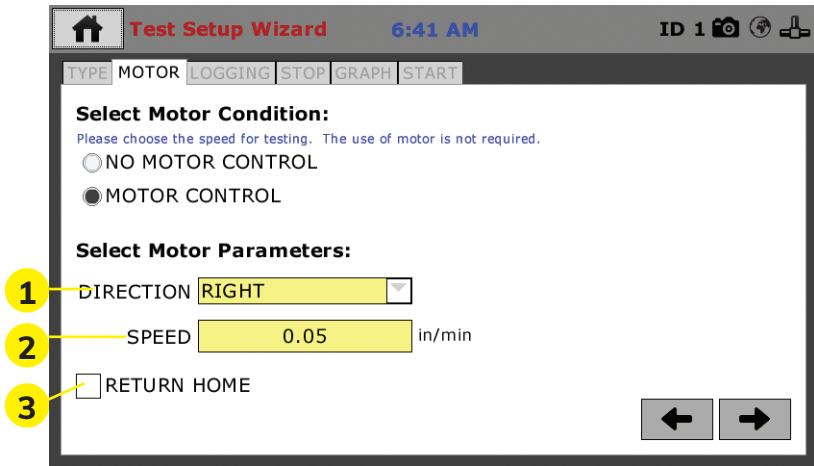 Test Setup Wizard 6:41 AM ID 1
TYPE MOTOR LOGGING STOP GRAPH START
Select Motor Condition:
Please choose the speed for testing. The use of motor is not required.
NO MOTOR CONTROL
MOTOR CONTROL
Select Motor Parameters:
1 DIRECTION RIGHT
2 SPEED 0.05 in/min
3 RETURN HOME